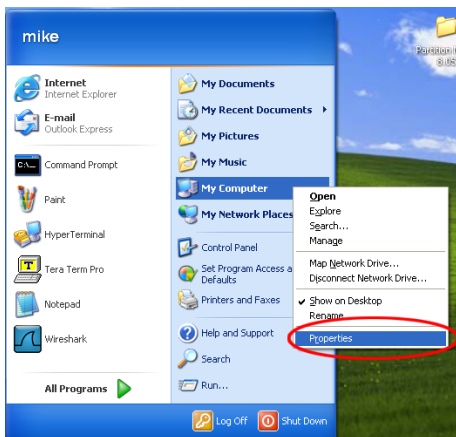 mike
Internet
Internet Explorer
E-mail
Outlook Express
Command Prompt
Paint
HyperTerminal
Tera Term Pro
Notepad
Wireshark
All Programs
My Documents
My Recent Documents
My Pictures
My Music
My Computer
My Network Places
Control Panel
Set Program Access a
Defaults
Printers and Faxes
Help and Support
Search
Run...
Open
Explore
Search...
Manage
Map Network Drive...
Disconnect Network Drive...
Show on Desktop
Rename
Properties
Log Off
Shut Down
Partition
8.05